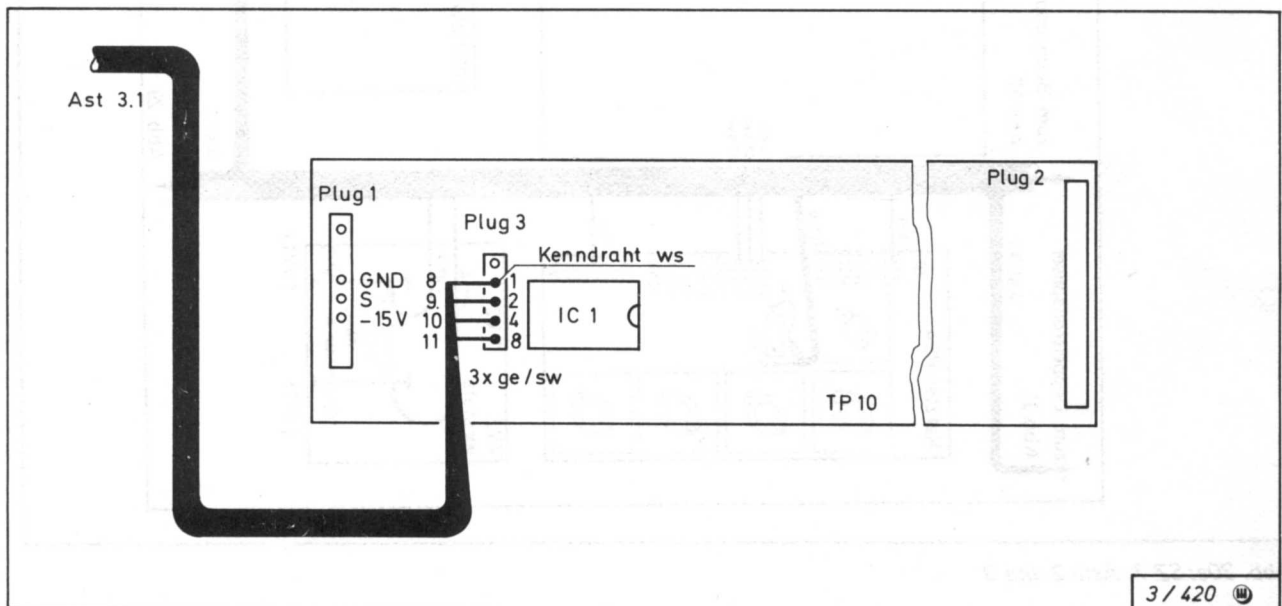 Ast 3.1
Plug 1
Plug 2
Plug 3
Kenndraht ws
GND 8 1
S 9. 2
-15V 10 4
11 8
IC 1
3x ge/sw
TP 10
3 / 420